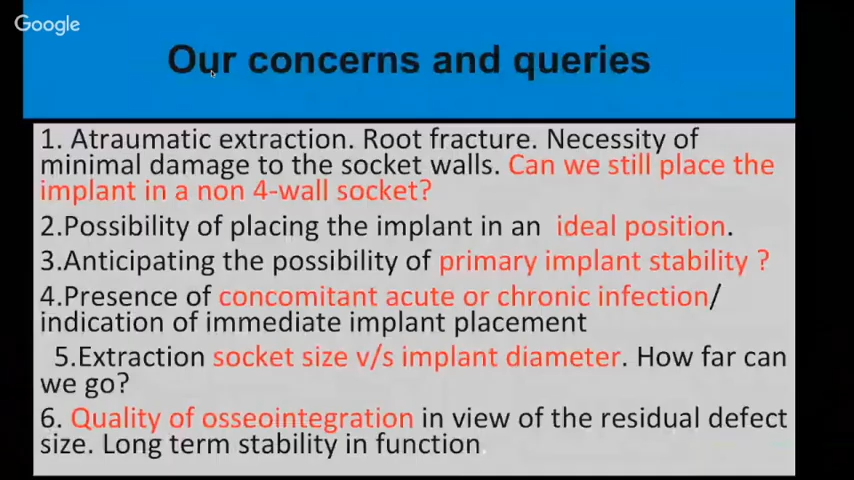 Google
Our concerns and queries
1. Atraumatic extraction. Root fracture. Necessity of
minimal damage to the socket walls. Can we still place the
implant in a non 4-wall socket?
2.Possibility of placing the implant in an ideal position.
3.Anticipating the possibility of primary implant stability ?
4.Presence of concomitant acute or chronic infection/
indication of immediate implant placement
5.Extraction socket size v/s implant diameter. How far can
we go?
6. Quality of osseointegration in view of the residual defect
size. Long term stability in function.